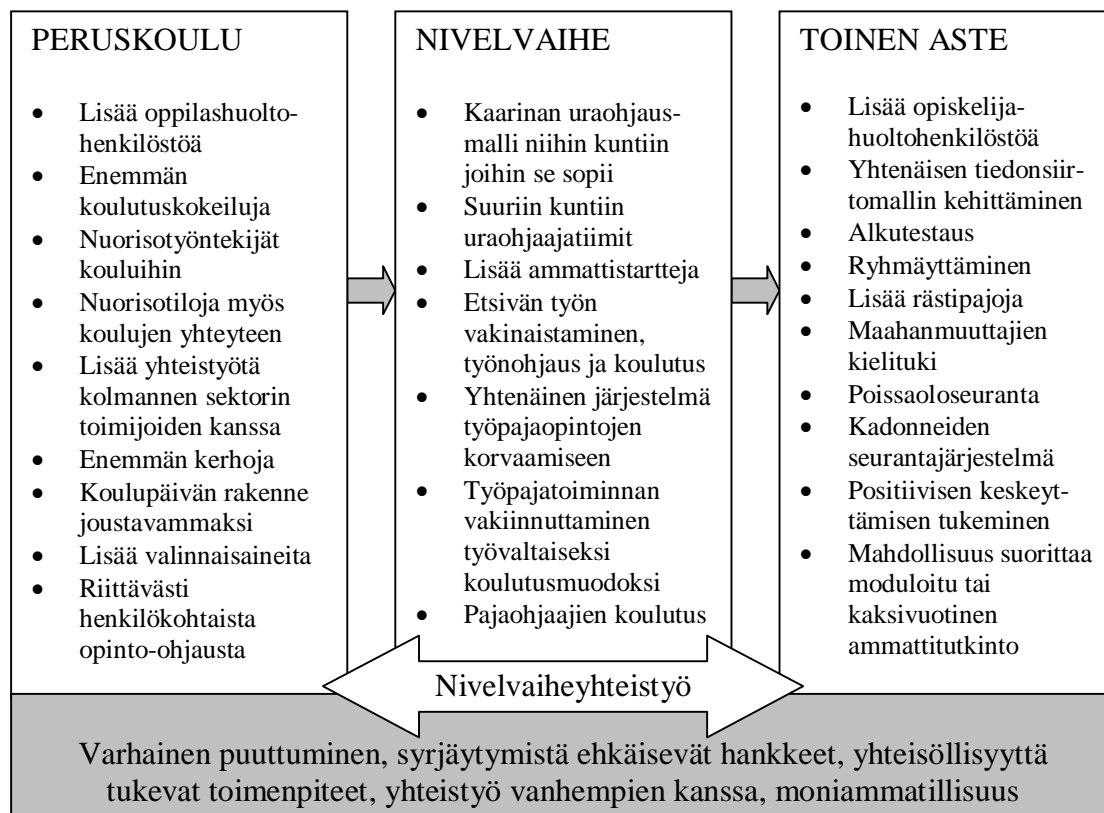 PERUSKOULU
• Lisää oppilashuolto-
henkilöstöä
• Enemmän
koulutuskokeiluja
• Nuorisotyöntekijät
kouluihin
• Nuorisotiloja myös
koulujen yhteyteen
• Lisää yhteistyötä
kolmannen sektorin
toimijoiden kanssa
• Enemmän kerhoja
• Koulupäivän rakenne
joustavammaksi
• Lisää valinnaisaineita
• Riittävästi
henkilökohtaista
opinto-ohjausta
NIVELVAIHE
• Kaarinan uraohjaus-
malli niihin kuntiin
joihin se sopii
• Suuriin kuntiin
uraohjaajatiimit
• Lisää ammattistartteja
• Etsivän työn
vakinaistaminen,
työnohjaus ja koulutus
• Yhtenäinen järjestelmä
työpajaopintojen
korvaamiseen
• Työpajatoiminnan
vakiinnuttaminen
työvaltaiseksi
koulutusmuodoksi
• Pajaohjaajien koulutus
TOINEN ASTE
• Lisää opiskelija-
huoltohenkilöstöä
• Yhtenäisen tiedonsiir-
tomallin kehittäminen
• Alkutestaus
• Ryhmäyttäminen
• Lisää rästipajoja
• Maahanmuuttajien
kielituki
• Poissaoloseuranta
• Kadonneiden
seurantajärjestelmä
• Positiivisen keskeyt-
tämisen tukeminen
• Mahdollisuus suorittaa
moduloitu tai
kaksivuotinen
ammattitutkinto
Nivelvaiheyhteistyö
Varhainen puuttuminen, syrjäytymistä ehkäisevät hankkeet, yhteisöllisyyttä
tukevat toimenpiteet, yhteistyö vanhempien kanssa, moniammatillisuus